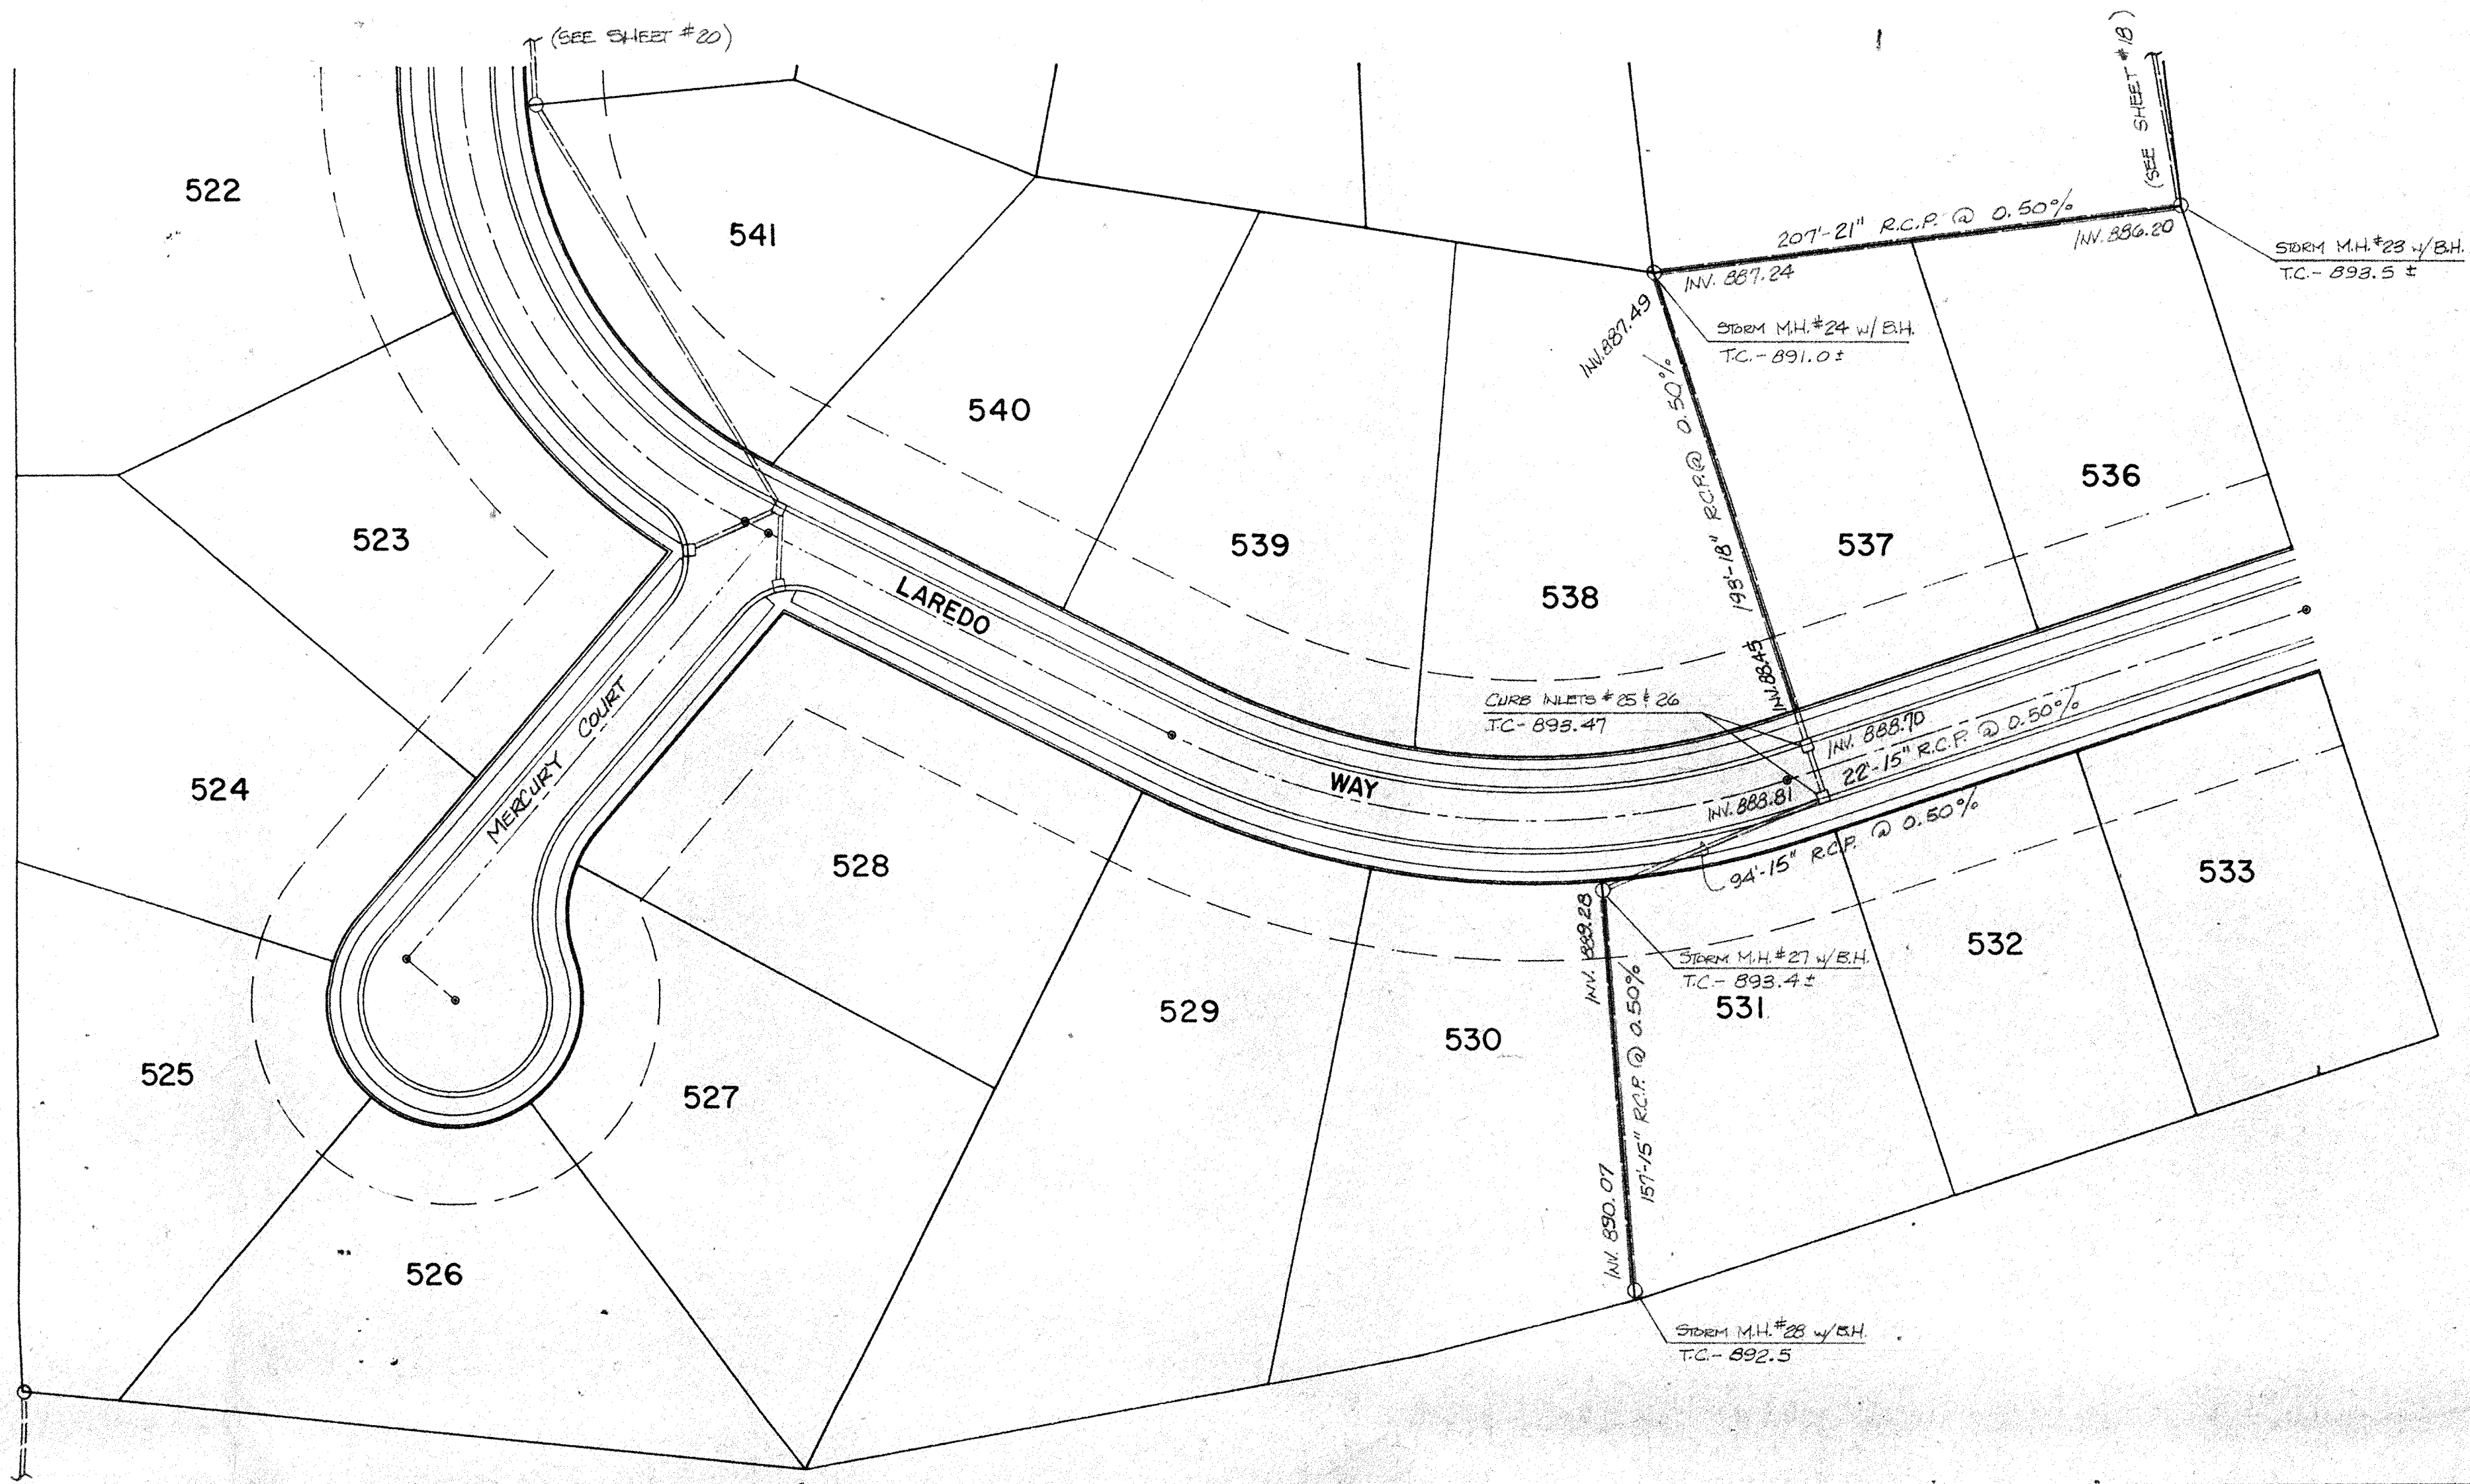 (SEE SHEET #20)
(SEE SHEET #18)
522
541
207'-21" R.C.P. @ 0.50%
INV. 886.20
STORM M.H.#23 w/B.H.
T.C.- 893.5 ±
INV. 887.24
INV. 887.49
STORM M.H.#24 w/ B.H.
T.C.- 891.0 ±
193'-18" R.C.P. @ 0.50%
540
536
523
539
537
538
LAREDO
WAY
INV. 888.45
CURB INLETS #25 & 26
T.C- 893.47
INV. 888.70
22'-15" R.C.P. @ 0.50%
INV. 888.81
94'-15" R.C.P. @ 0.50%
MERCURY COURT
524
528
533
532
INV. 889.28
STORM M.H.#27 w/B.H.
T.C.- 893.4 ±
529
530
531
157'-15" R.C.P. @ 0.50%
525
527
INV. 890.07
526
STORM M.H.#28 w/B.H.
T.C.- 892.5